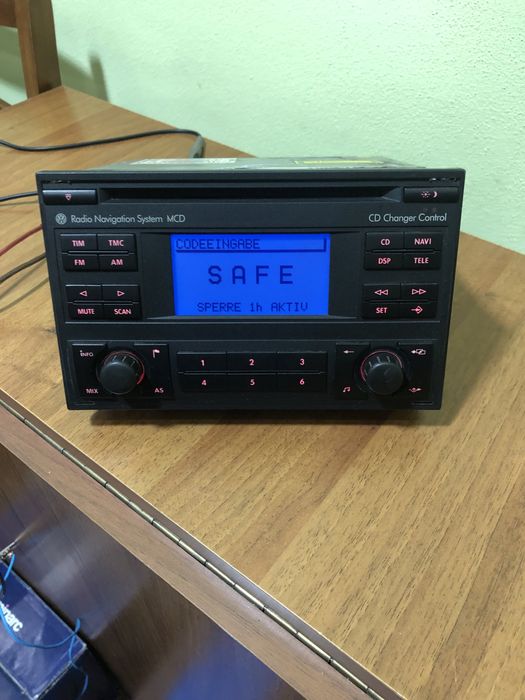 Radio Navigation System MCD
CD Changer Control
TIM TMC
FM AM
MUTE SCAN
CODEEINGABE
SAFE
SPERRE 1h AKTIV
CD NAVI
DSP TELE
SET
INFO
MIX AS
1 2 3
4 5 6